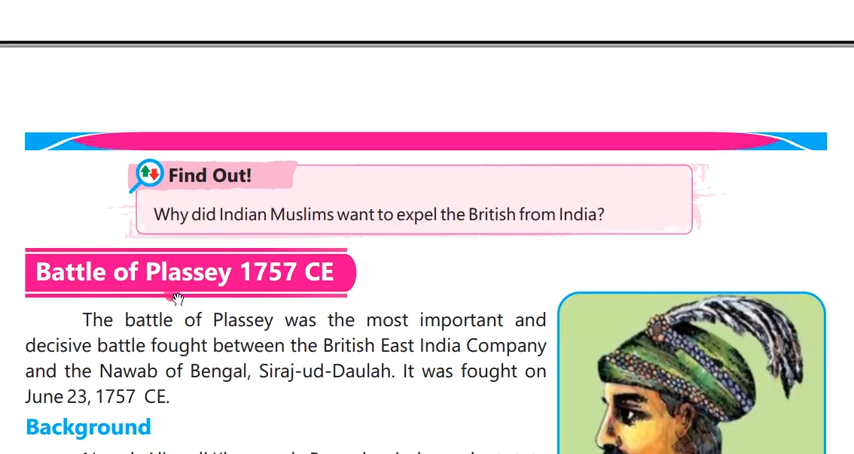 Find Out!
Why did Indian Muslims want to expel the British from India?
Battle of Plassey 1757 CE
The battle of Plassey was the most important and
decisive battle fought between the British East India Company
and the Nawab of Bengal, Siraj-ud-Daulah. It was fought on
June 23, 1757 CE.
Background